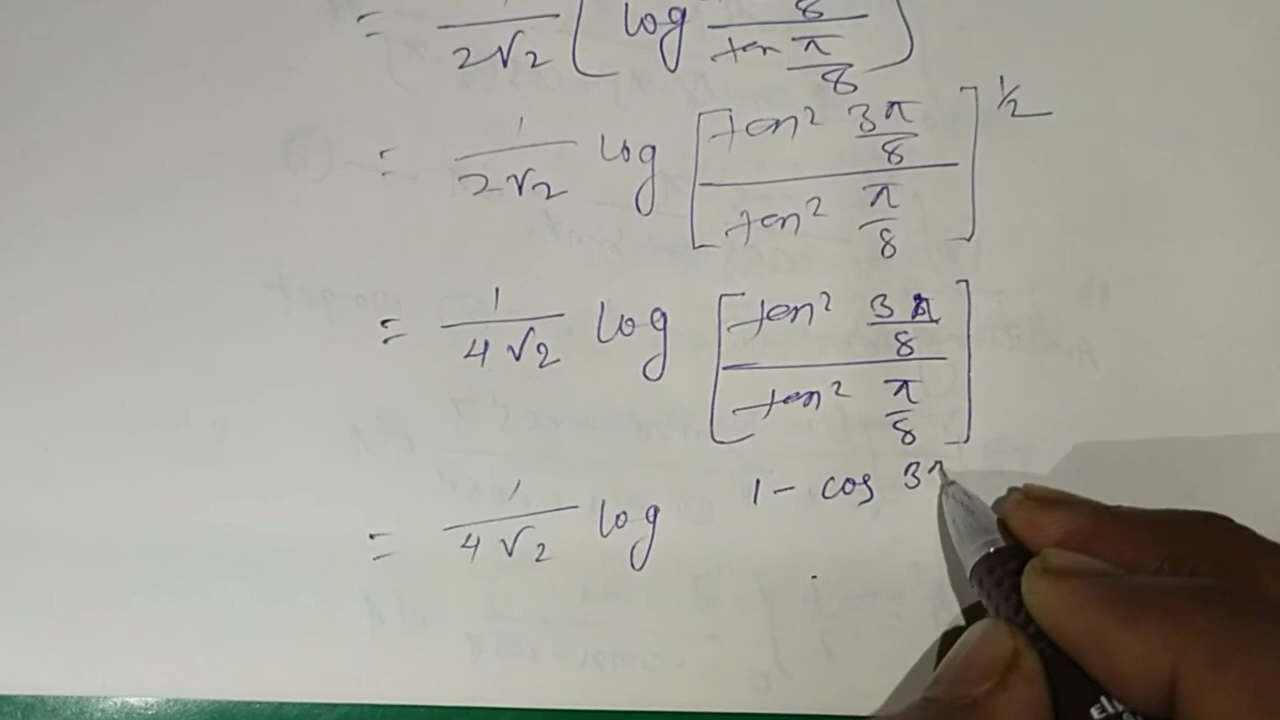 = 1/2√2 ( log 8/tan π/8 )
= 1/2√2 log [ tan² 3π/8 / tan² π/8 ]^1/2
= 1/4√2 log [ tan² 3π/8 / tan² π/8 ]
= 1/4√2 log 1 - cos 3π